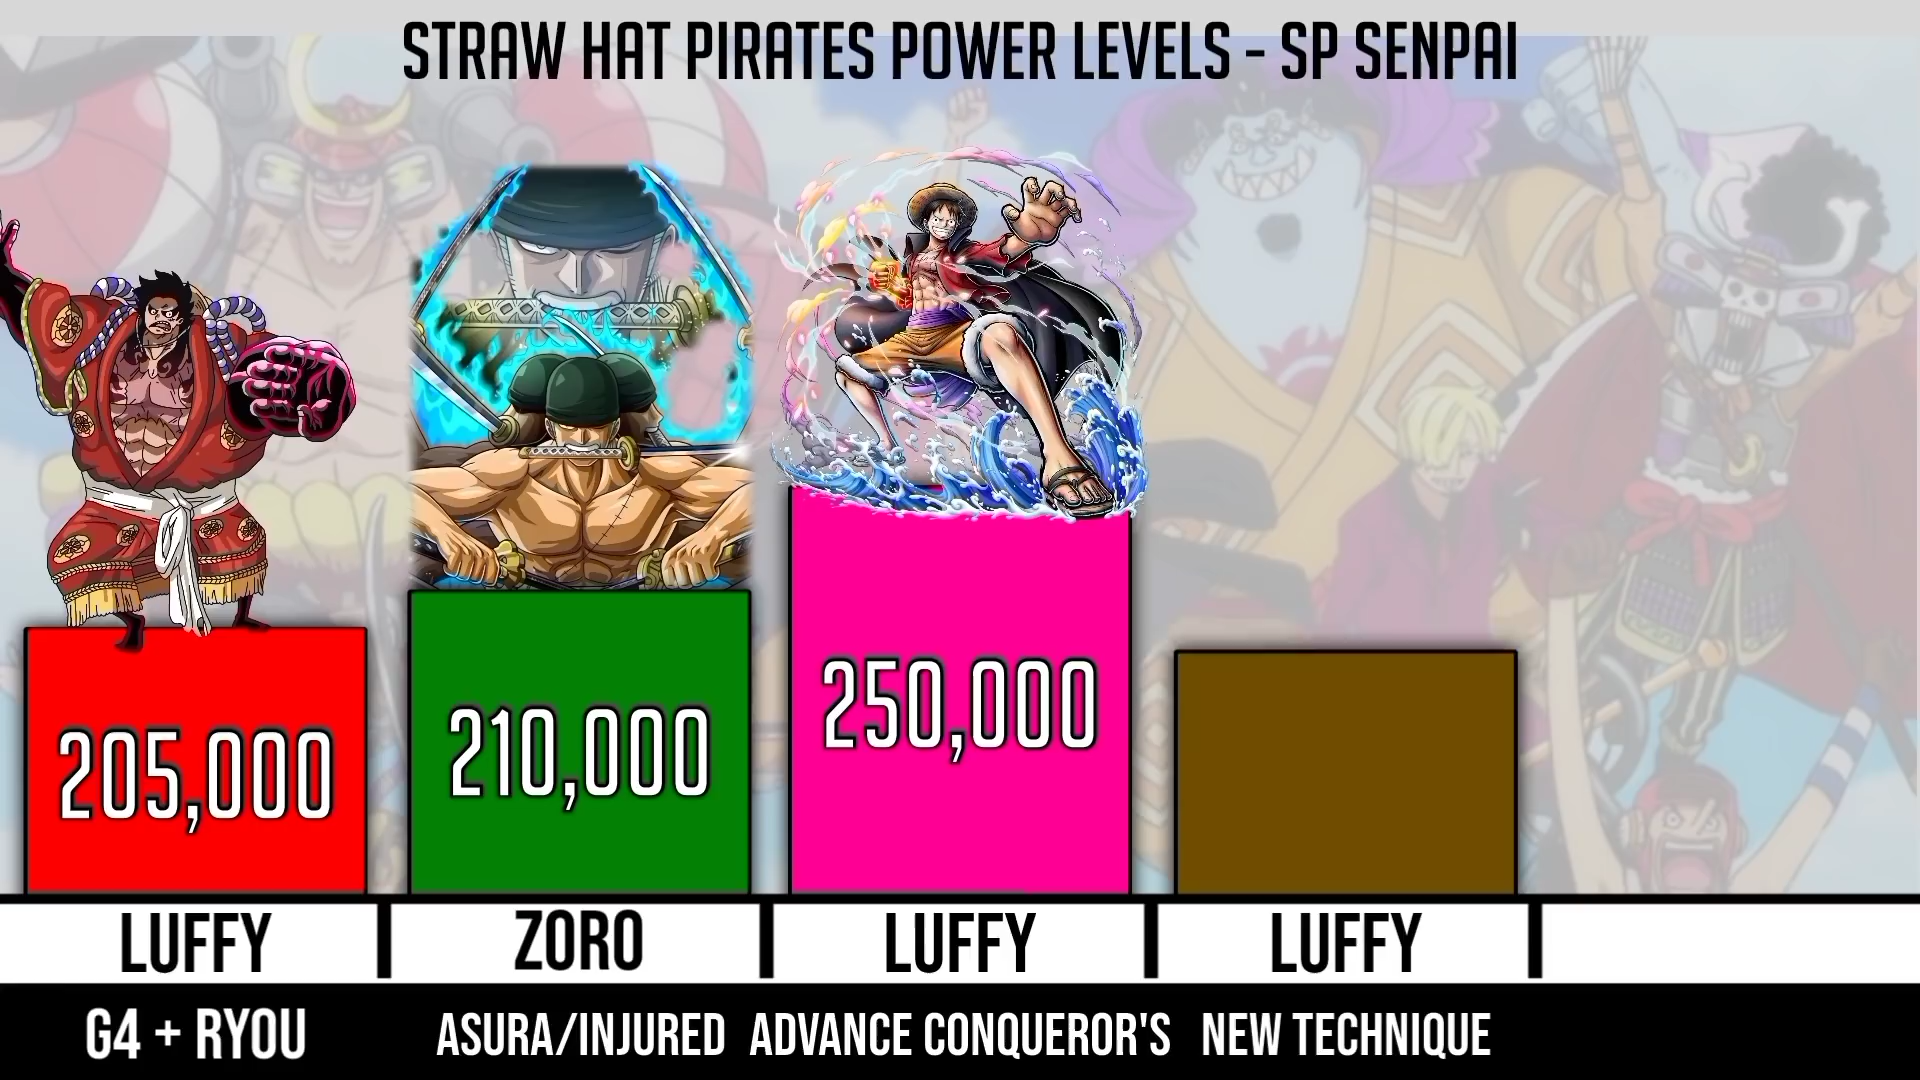 STRAW HAT PIRATES POWER LEVELS - SP SENPAI
205,000
210,000
250,000
LUFFY
ZORO
LUFFY
LUFFY
G4 + RYOU
ASURA/INJURED
ADVANCE CONQUEROR'S
NEW TECHNIQUE